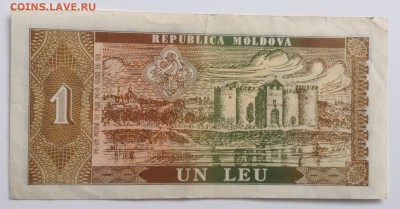 COINS.LAVE.RU
REPUBLICA MOLDOVA
1
UN LEU